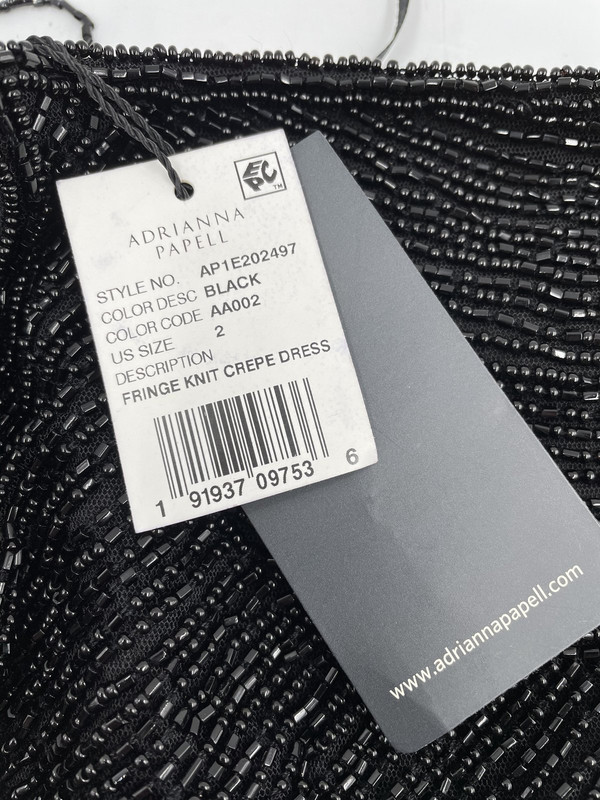 EPC™
ADRIANNA
PAPELL
STYLE NO. AP1E202497
COLOR DESC BLACK
COLOR CODE AA002
US SIZE 2
DESCRIPTION
FRINGE KNIT CREPE DRESS
1 91937 09753 6
www.adriannapapell.com